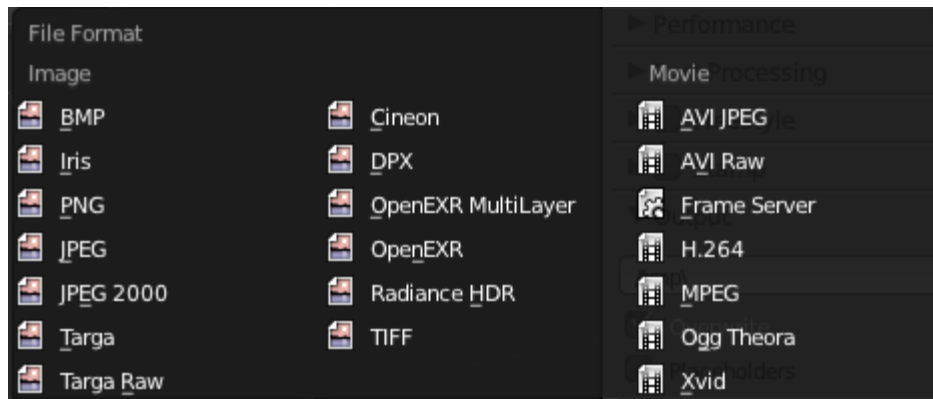 File Format
Image
BMP
Iris
PNG
JPEG
JPEG 2000
Targa
Targa Raw
Cineon
DPX
OpenEXR MultiLayer
OpenEXR
Radiance HDR
TIFF
Movie
AVI JPEG
AVI Raw
Frame Server
H.264
MPEG
Ogg Theora
Xvid
Performance